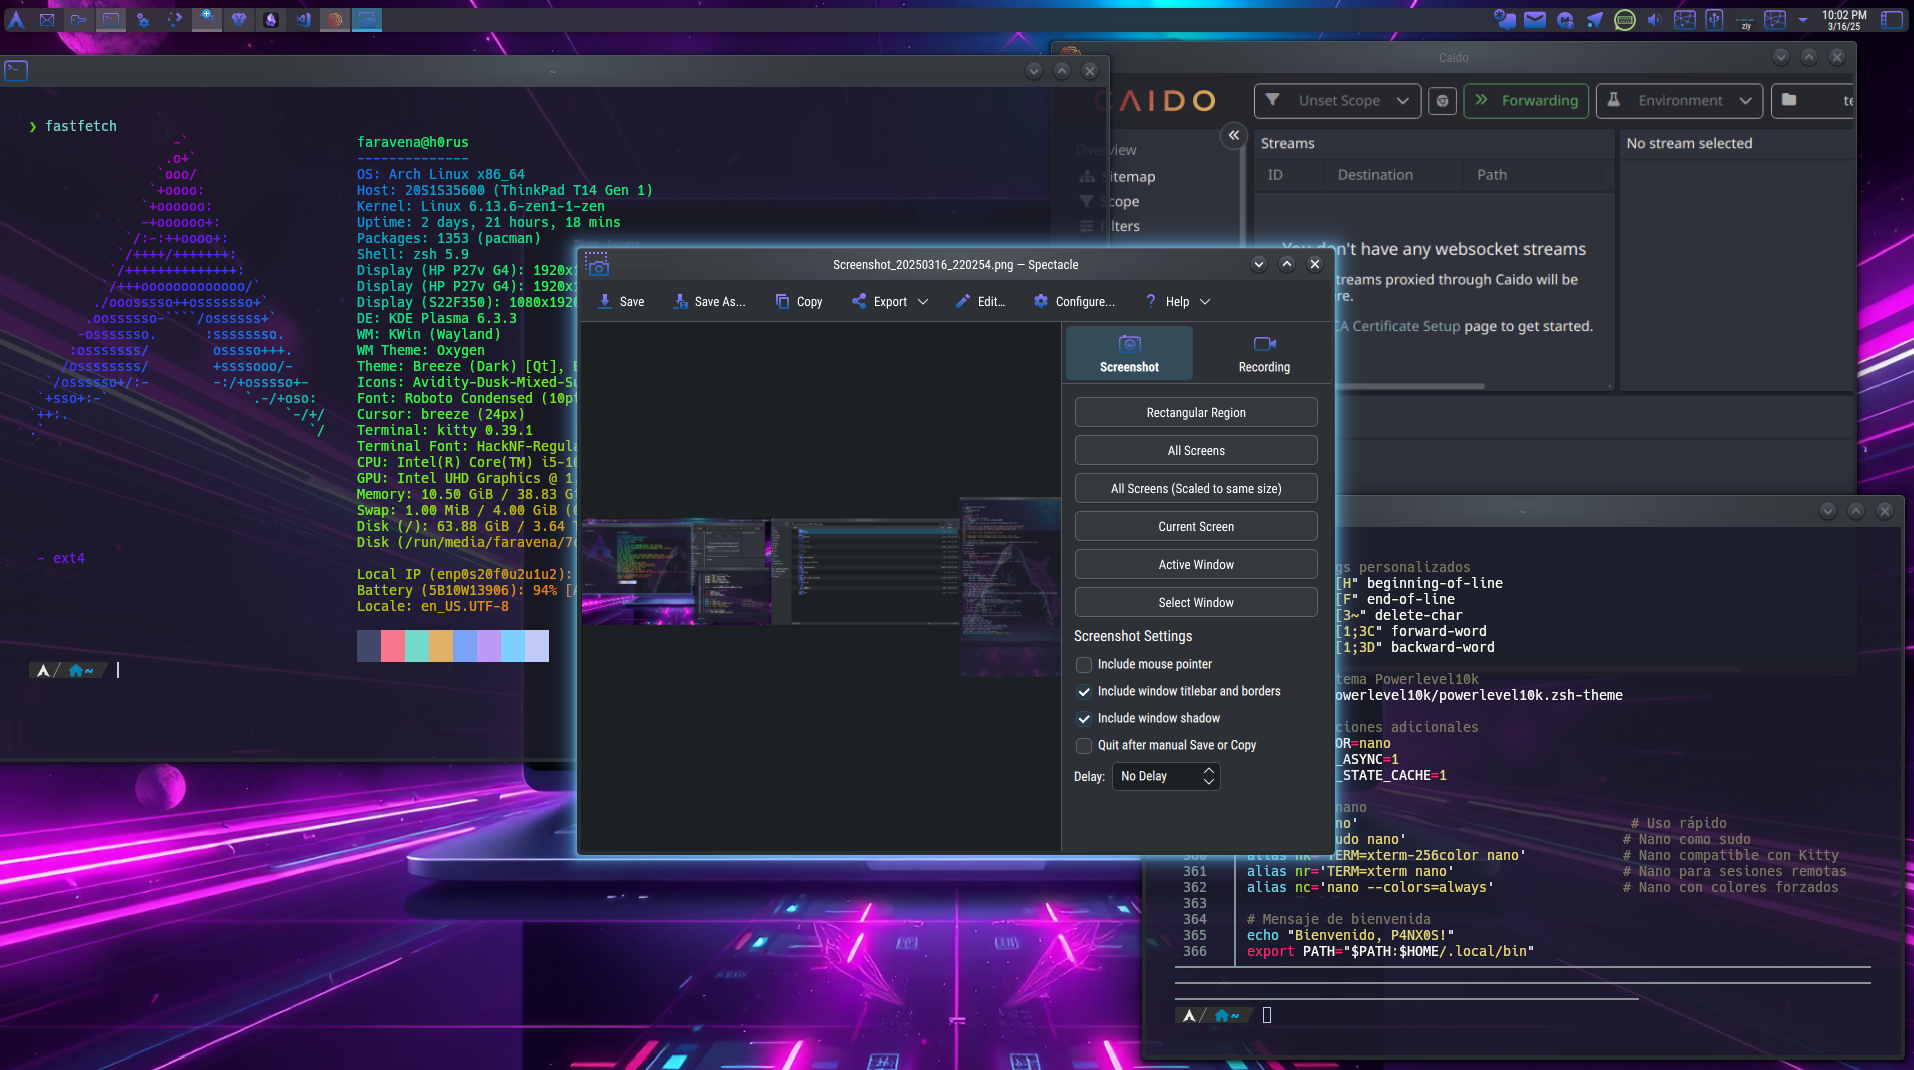 10:02 PM
3/16/25
~
❯ fastfetch
faravena@h0rus
--------------
OS: Arch Linux x86_64
Host: 20S1S35600 (ThinkPad T14 Gen 1)
Kernel: Linux 6.13.6-zen1-1-zen
Uptime: 2 days, 21 hours, 18 mins
Packages: 1353 (pacman)
Shell: zsh 5.9
Display (HP P27v G4): 1920x1
Display (HP P27v G4): 1920x1
Display (S22F350): 1080x1920
DE: KDE Plasma 6.3.3
WM: KWin (Wayland)
WM Theme: Oxygen
Theme: Breeze (Dark) [Qt],
Icons: Avidity-Dusk-Mixed-Su
Font: Roboto Condensed (10pt
Cursor: breeze (24px)
Terminal: kitty 0.39.1
Terminal Font: HackNF-Regula
CPU: Intel(R) Core(TM) i5-10
GPU: Intel UHD Graphics @ 1.
Memory: 10.50 GiB / 38.83 Gi
Swap: 1.00 MiB / 4.00 GiB (0
Disk (/): 63.88 GiB / 3.64 T
Disk (/run/media/faravena/7c
- ext4
Local IP (enp0s20f0u2u1u2):
Battery (5B10W13906): 94% [A
Locale: en_US.UTF-8
~
Caido
CAIDO
Unset Scope
Forwarding
Environment
te
Overview
Sitemap
Scope
Filters
Streams
ID Destination Path
No stream selected
You don't have any websocket streams
treams proxied through Caido will be
re.
CA Certificate Setup page to get started.
Screenshot_20250316_220254.png — Spectacle
Save
Save As...
Copy
Export
Edit...
Configure...
Help
Screenshot
Recording
Rectangular Region
All Screens
All Screens (Scaled to same size)
Current Screen
Active Window
Select Window
Screenshot Settings
Include mouse pointer
Include window titlebar and borders
Include window shadow
Quit after manual Save or Copy
Delay: No Delay
~
gs personalizados
[H" beginning-of-line
[F" end-of-line
[3~" delete-char
[1;3C" forward-word
[1;3D" backward-word
tema Powerlevel10k
owerlevel10k/powerlevel10k.zsh-theme
ciones adicionales
OR=nano
_ASYNC=1
_STATE_CACHE=1
nano
no' # Uso rápido
udo nano' # Nano como sudo
360 alias nk='TERM=xterm-256color nano' # Nano compatible con Kitty
361 alias nr='TERM=xterm nano' # Nano para sesiones remotas
362 alias nc='nano --colors=always' # Nano con colores forzados
363
364 # Mensaje de bienvenida
365 echo "Bienvenido, P4NX0S!"
366 export PATH="$PATH:$HOME/.local/bin"
~